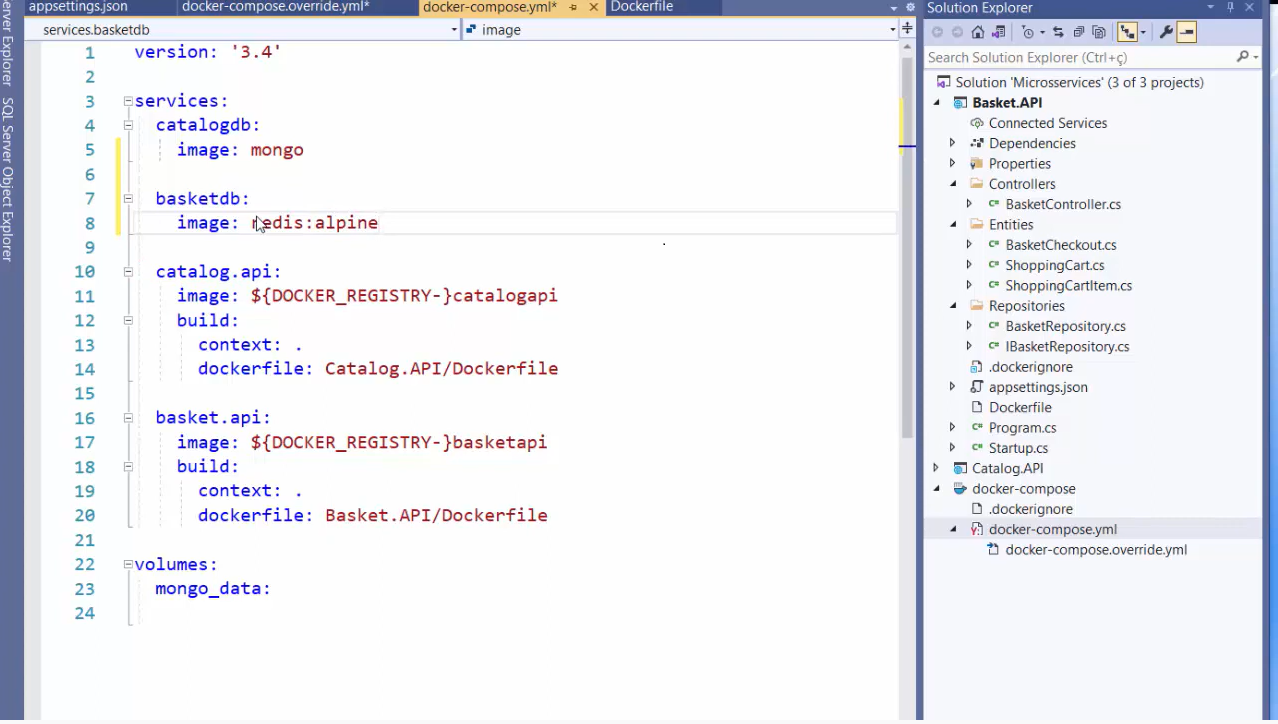 appsettings.json
docker-compose.override.yml*
docker-compose.yml*
Dockerfile
Solution Explorer
services.basketdb
image
Server Explorer
SQL Server Object Explorer
1 version: '3.4'
2
3 services:
4 catalogdb:
5 image: mongo
6
7 basketdb:
8 image: redis:alpine
9
10 catalog.api:
11 image: ${DOCKER_REGISTRY-}catalogapi
12 build:
13 context: .
14 dockerfile: Catalog.API/Dockerfile
15
16 basket.api:
17 image: ${DOCKER_REGISTRY-}basketapi
18 build:
19 context: .
20 dockerfile: Basket.API/Dockerfile
21
22 volumes:
23 mongo_data:
24
Search Solution Explorer (Ctrl+ç)
Solution 'Microsservices' (3 of 3 projects)
Basket.API
Connected Services
Dependencies
Properties
Controllers
BasketController.cs
Entities
BasketCheckout.cs
ShoppingCart.cs
ShoppingCartItem.cs
Repositories
BasketRepository.cs
IBasketRepository.cs
.dockerignore
appsettings.json
Dockerfile
Program.cs
Startup.cs
Catalog.API
docker-compose
.dockerignore
docker-compose.yml
docker-compose.override.yml